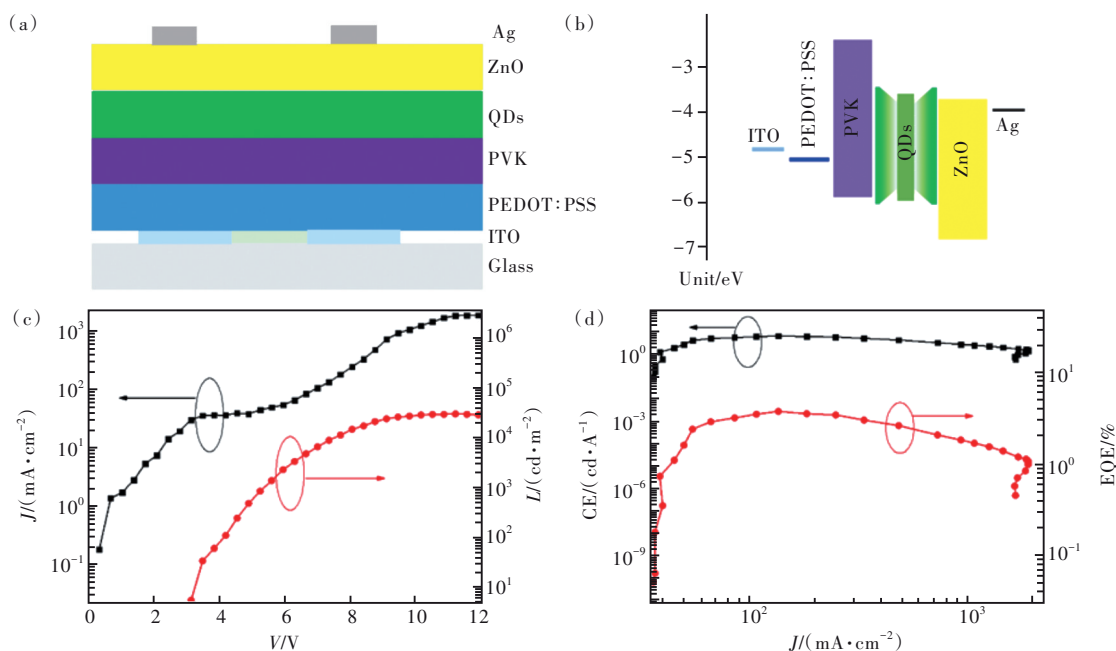 (a)
Ag
ZnO
QDs
PVK
PEDOT:PSS
ITO
Glass
(b)
-3
-4
-5
-6
-7
Unit/eV
ITO
PEDOT:PSS
PVK
QDs
ZnO
Ag
(c)
10³
10²
10¹
10⁰
10⁻¹
J/(mA·cm⁻²)
0 2 4 6 8 10 12
V/V
10⁶
10⁵
10⁴
10³
10²
10¹
L/(cd·m⁻²)
(d)
10⁰
10⁻³
10⁻⁶
10⁻⁹
CE/(cd·A⁻¹)
10² 10³
J/(mA·cm⁻²)
10¹
10⁰
10⁻¹
EQE/%